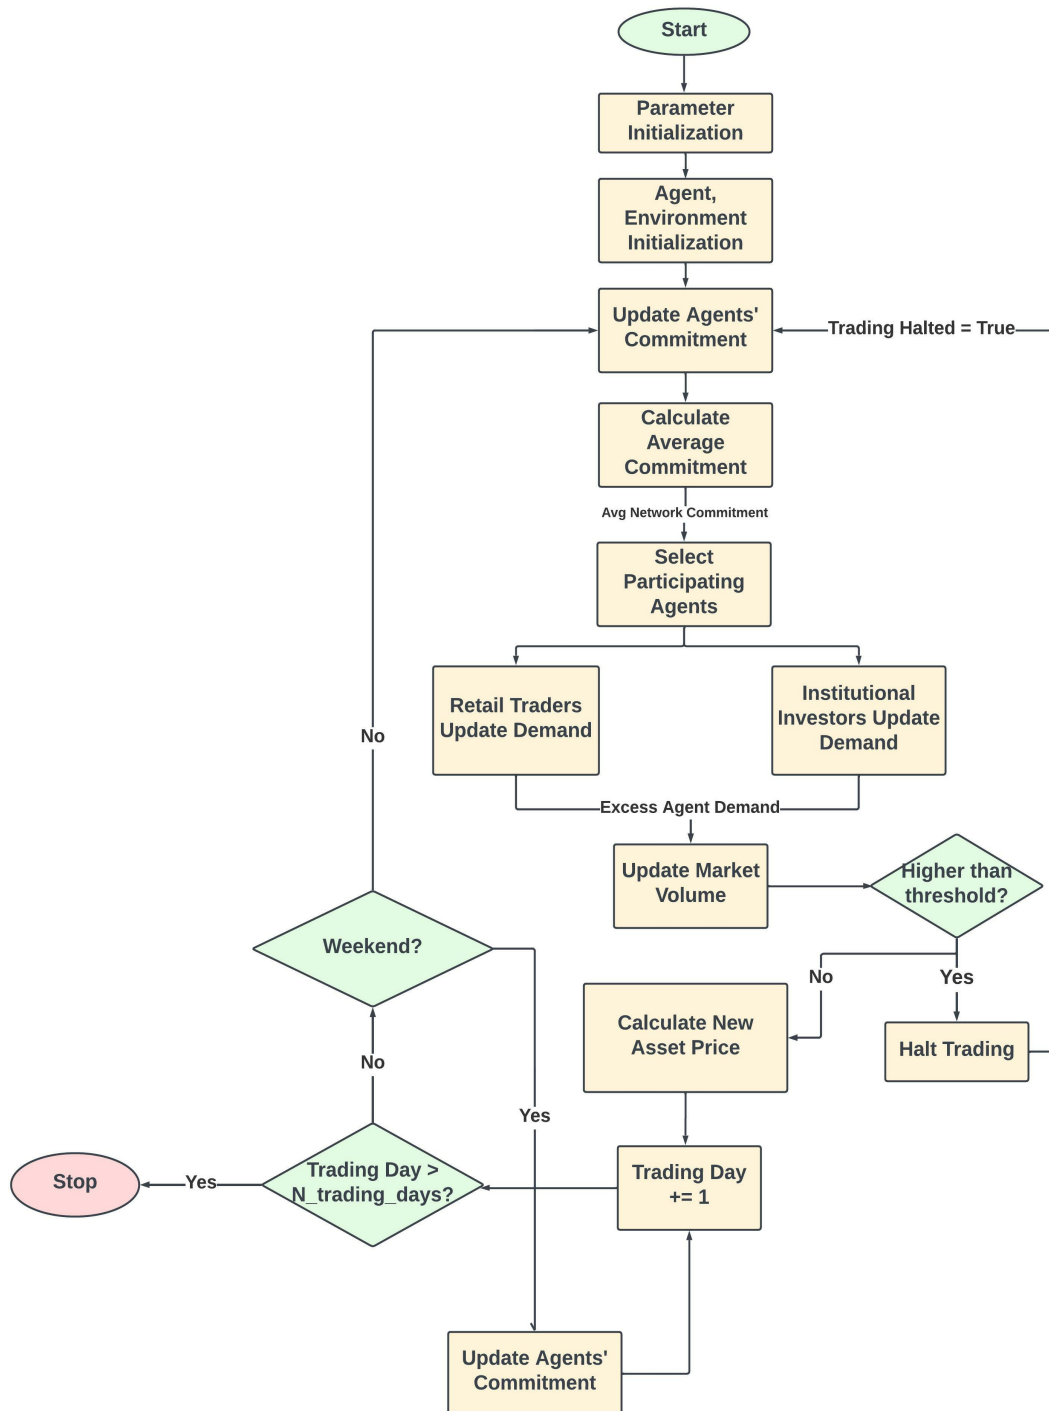 Start
Parameter
Initialization
Agent,
Environment
Initialization
Update Agents'
Commitment
Trading Halted = True
Calculate
Average
Commitment
Avg Network Commitment
Select
Participating
Agents
Retail Traders
Update Demand
Institutional
Investors Update
Demand
No
Excess Agent Demand
Update Market
Volume
Higher than
threshold?
Weekend?
No
Yes
Calculate New
Asset Price
Halt Trading
No
Yes
Trading Day >
N_trading_days?
Trading Day
+= 1
Stop
Yes
Update Agents'
Commitment